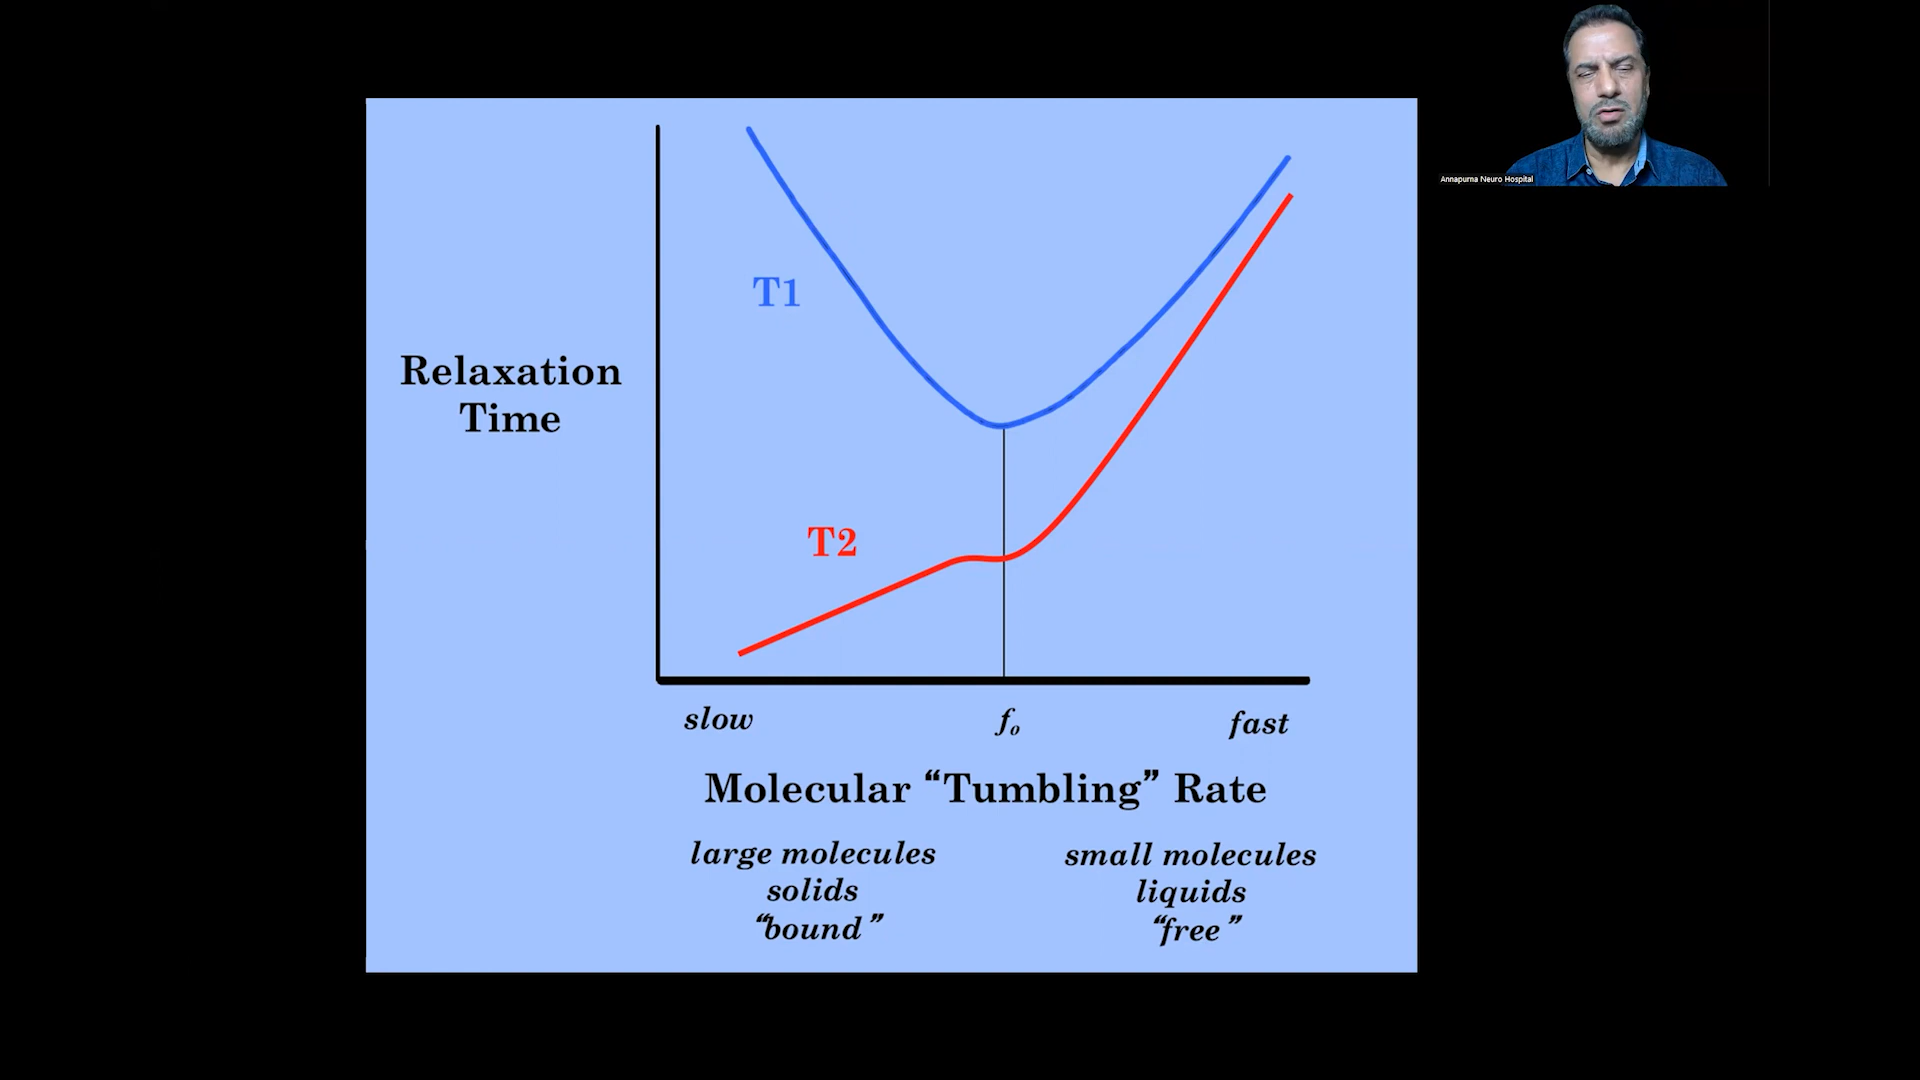 Annapurna Neuro Hospital
T1
Relaxation
Time
T2
slow fₒ fast
Molecular “Tumbling” Rate
large molecules small molecules
solids liquids
“bound” “free”